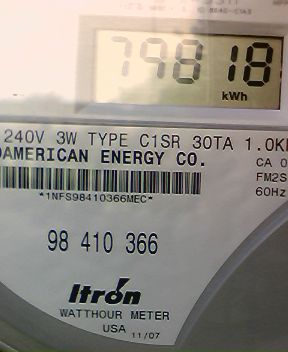 79818
kWh
240V 3W TYPE C1SR 30TA 1.0K
AMERICAN ENERGY CO.
CA 0
FM2S
60Hz
*1NFS98410366MEC*
98 410 366
Itron
WATTHOUR METER
USA 11/07